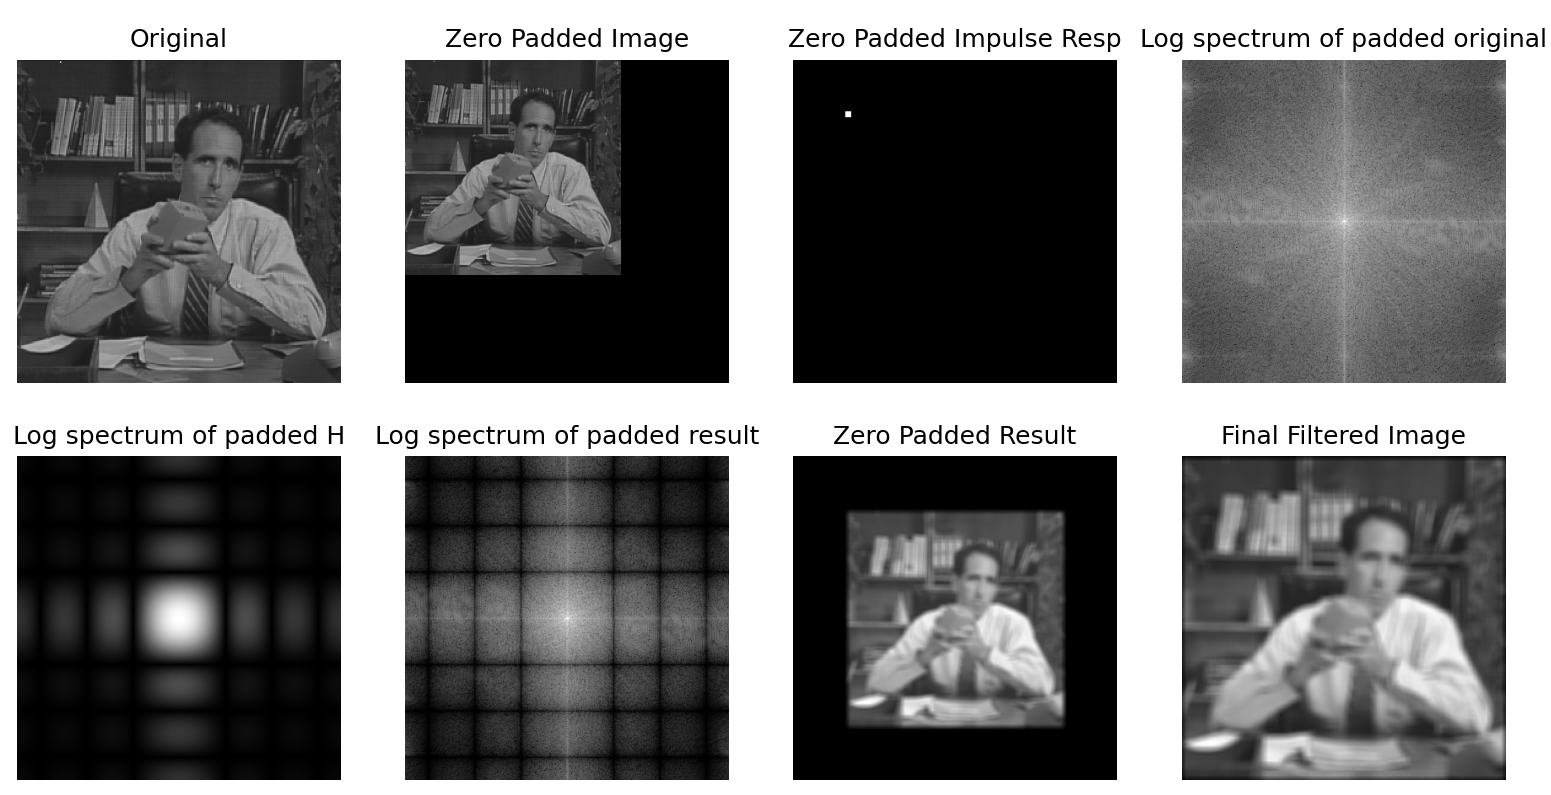 Original
Zero Padded Image
Zero Padded Impulse Resp
Log spectrum of padded original
Log spectrum of padded H
Log spectrum of padded result
Zero Padded Result
Final Filtered Image